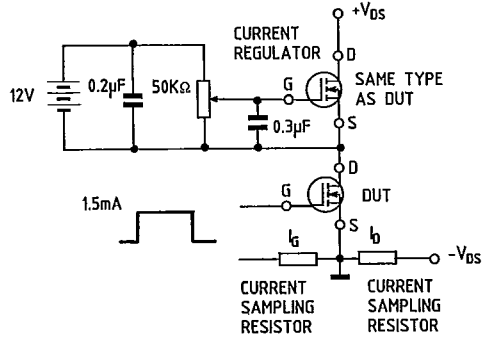 +VDS
CURRENT
REGULATOR
D
G
SAME TYPE
AS DUT
12V
0.2µF
50KΩ
0.3µF
S
D
G
DUT
1.5mA
S
IG
ID
-VDS
CURRENT
SAMPLING
RESISTOR
CURRENT
SAMPLING
RESISTOR